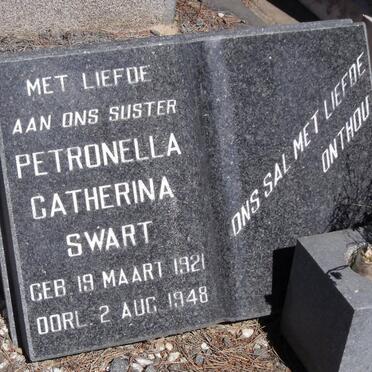 MET LIEFDE
AAN ONS SUSTER
PETRONELLA
CATHERINA
SWART
GEB 19 MAART 1921
OORL. 2 AUG 1948
ONS SAL MET LIEFDE
ONTHOU